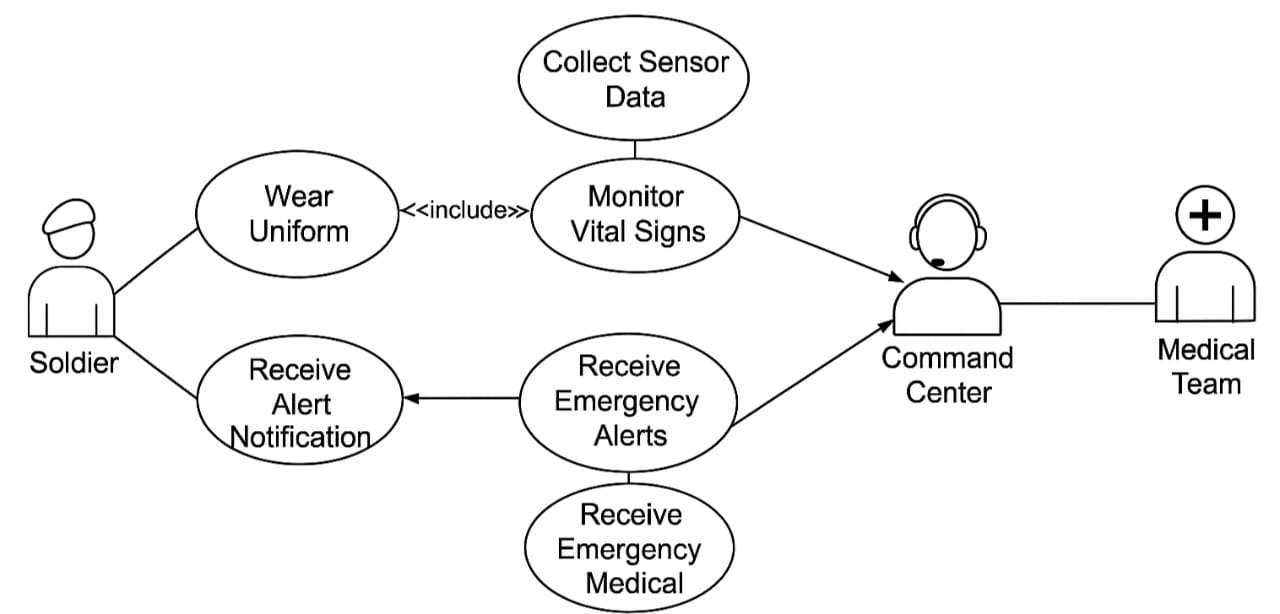 Collect Sensor
Data
Wear
Uniform
<<include>>
Monitor
Vital Signs
Soldier
Receive
Alert
Notification
Receive
Emergency
Alerts
Command
Center
Medical
Team
Receive
Emergency
Medical